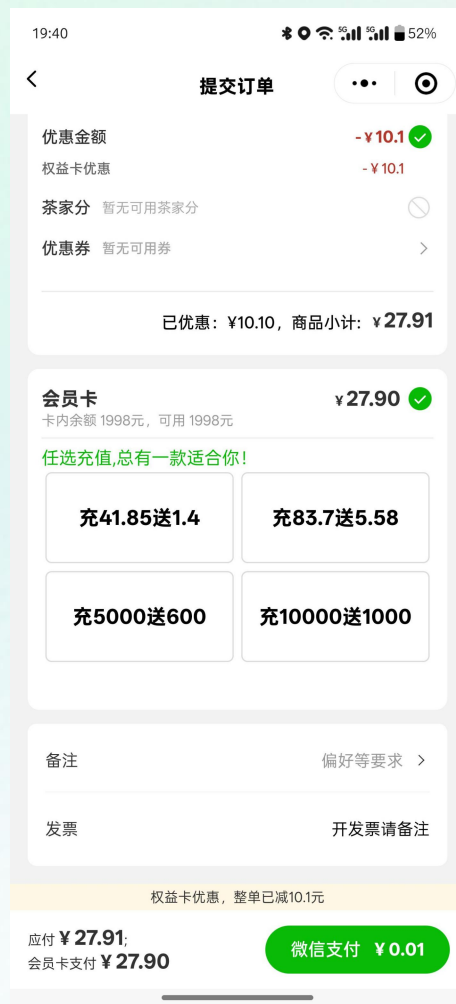 19:40
5G 5G 52%
提交订单
优惠金额 -¥10.1
权益卡优惠 -¥10.1
茶家分 暂无可用茶家分
优惠券 暂无可用券
已优惠：¥10.10，商品小计：¥27.91
会员卡 ¥27.90
卡内余额 1998元，可用 1998元
任选充值,总有一款适合你!
充41.85送1.4 充83.7送5.58
充5000送600 充10000送1000
备注 偏好等要求
发票 开发票请备注
权益卡优惠，整单已减10.1元
应付¥27.91;
会员卡支付¥27.90
微信支付 ¥0.01